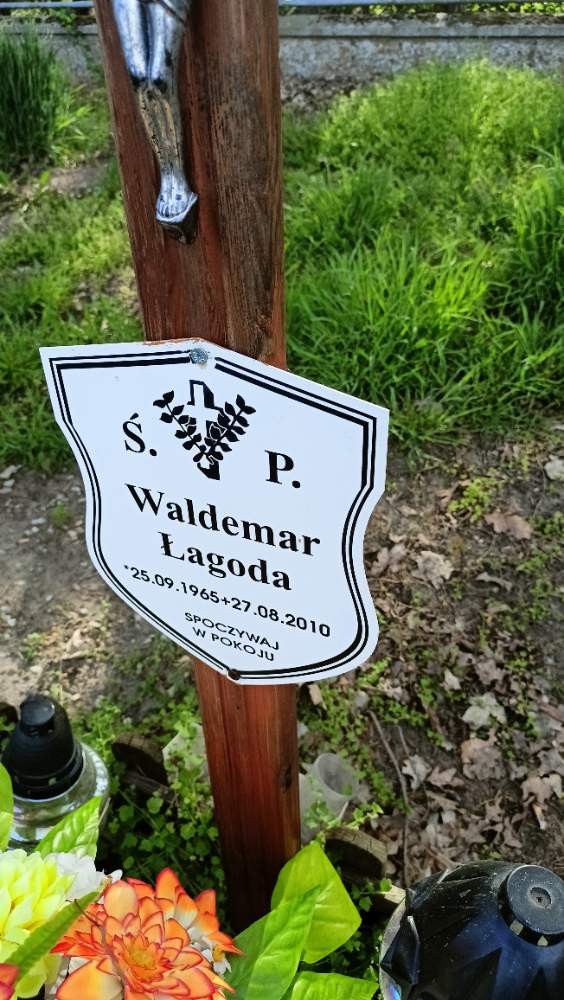 Ś. P.
Waldemar
Łagoda
*25.09.1965+27.08.2010
SPOCZYWAJ
W POKOJU